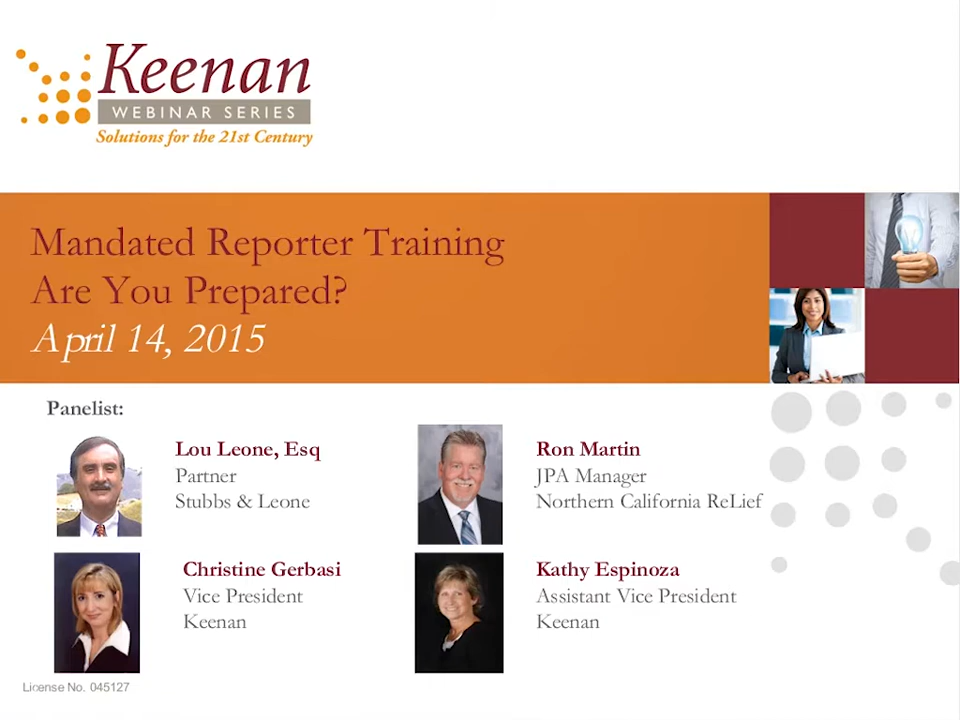 Keenan
WEBINAR SERIES
Solutions for the 21st Century
Mandated Reporter Training
Are You Prepared?
April 14, 2015
Panelist:
Lou Leone, Esq
Partner
Stubbs & Leone
Ron Martin
JPA Manager
Northern California ReLief
Christine Gerbasi
Vice President
Keenan
Kathy Espinoza
Assistant Vice President
Keenan
License No. 045127